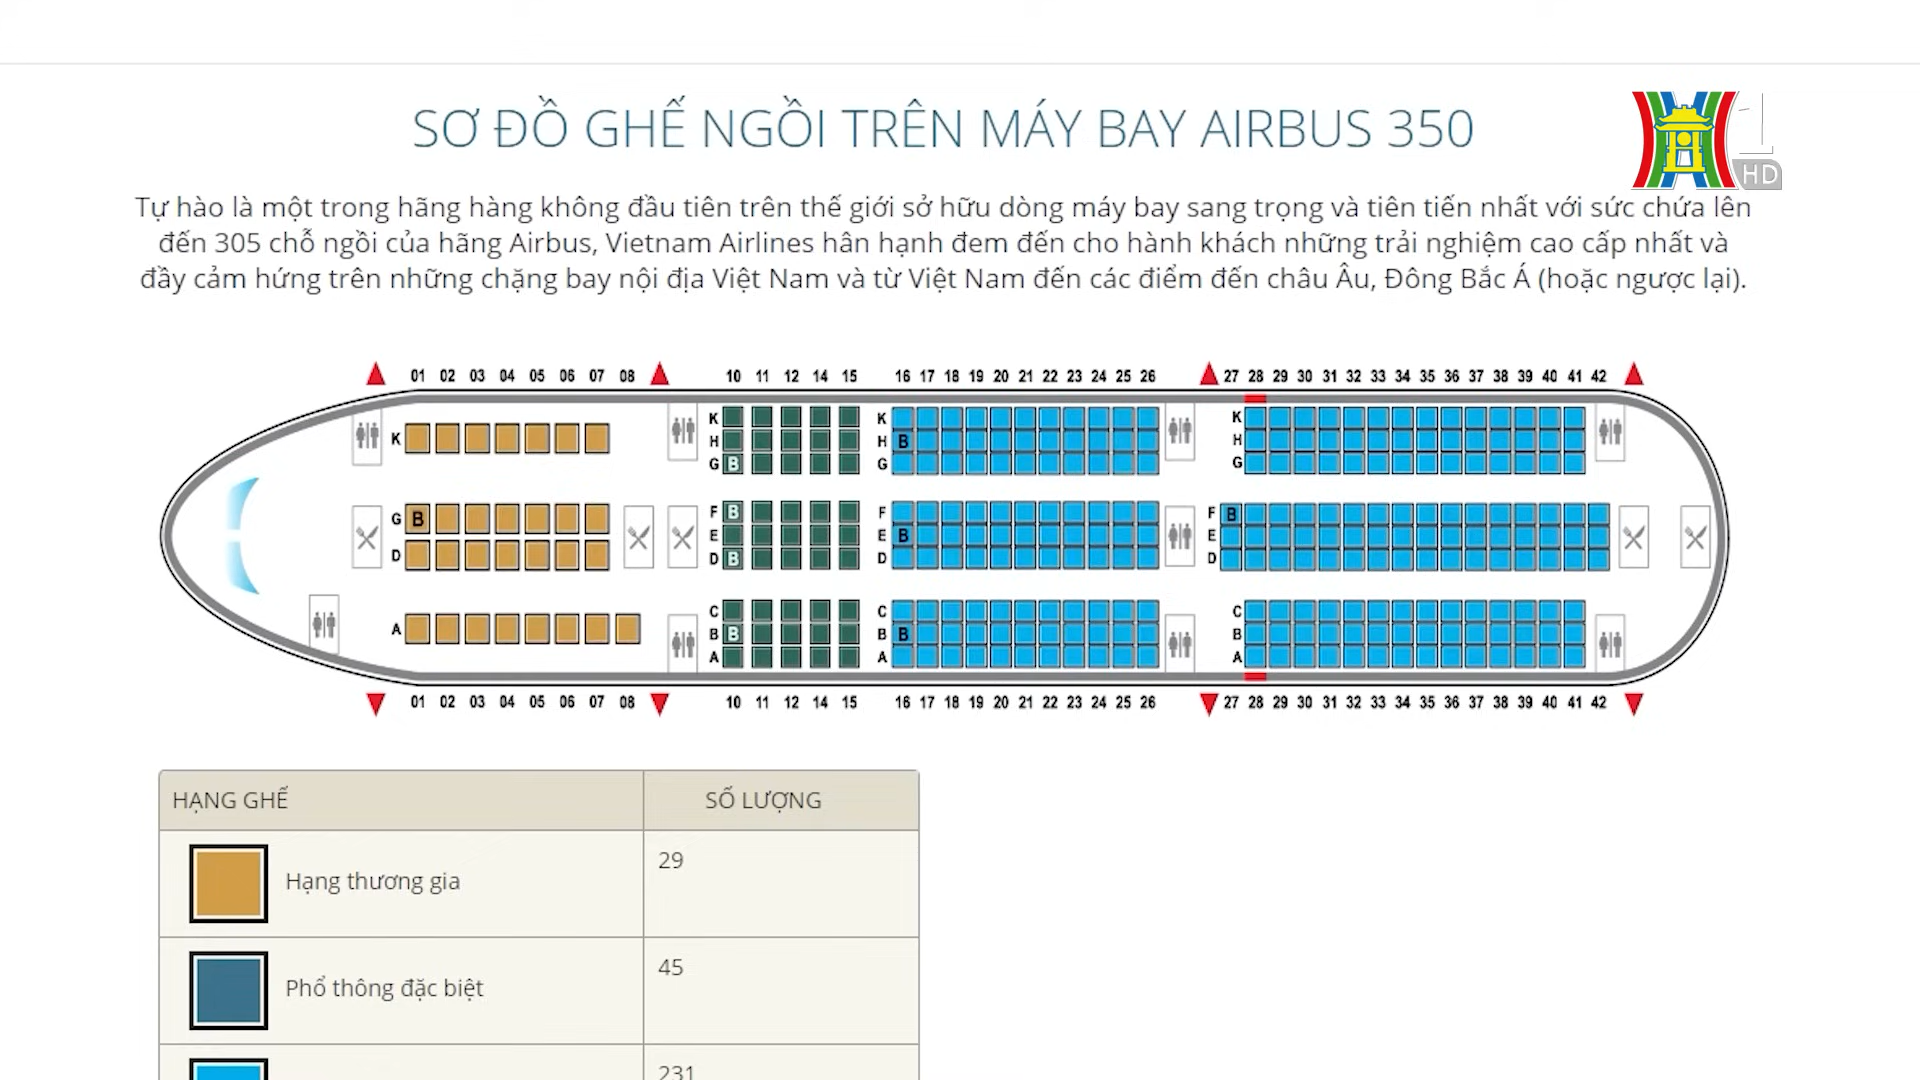 SƠ ĐỒ GHẾ NGỒI TRÊN MÁY BAY AIRBUS 350
1
HD
Tự hào là một trong hãng hàng không đầu tiên trên thế giới sở hữu dòng máy bay sang trọng và tiên tiến nhất với sức chứa lên
đến 305 chỗ ngồi của hãng Airbus, Vietnam Airlines hân hạnh đem đến cho hành khách những trải nghiệm cao cấp nhất và
đầy cảm hứng trên những chặng bay nội địa Việt Nam và từ Việt Nam đến các điểm đến châu Âu, Đông Bắc Á (hoặc ngược lại).
01 02 03 04 05 06 07 08 10 11 12 14 15 16 17 18 19 20 21 22 23 24 25 26 27 28 29 30 31 32 33 34 35 36 37 38 39 40 41 42
K K K
K H H B H
G B G G
G B F B F F B
E E B E
D D B D D
C C C
A B B B B B
A A A
01 02 03 04 05 06 07 08 10 11 12 14 15 16 17 18 19 20 21 22 23 24 25 26 27 28 29 30 31 32 33 34 35 36 37 38 39 40 41 42
HẠNG GHẾ SỐ LƯỢNG
Hạng thương gia 29
Phổ thông đặc biệt 45
231